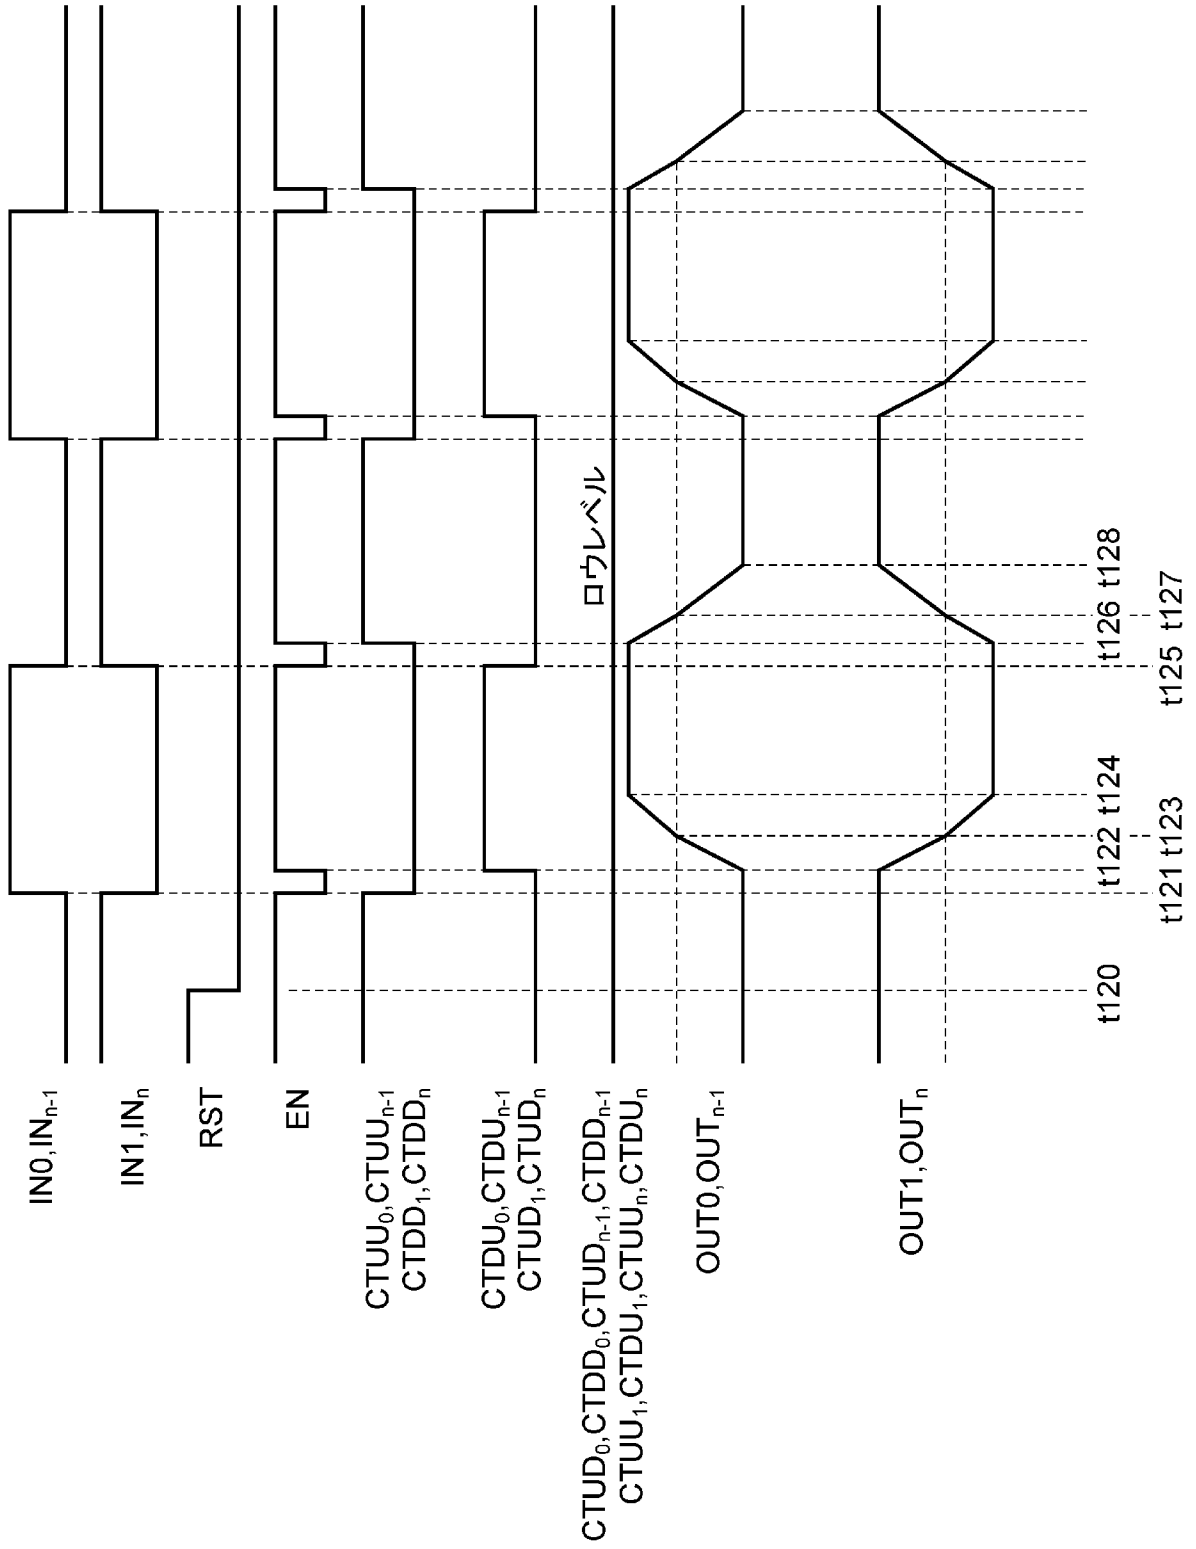 IN0,INn-1
IN1,INn
RST
EN
CTUU0,CTUUn-1
CTDD1,CTDDn
CTDU0,CTDUn-1
CTUD1,CTUDn
CTUD0,CTDD0,CTUDn-1,CTDDn-1
CTUU1,CTDU1,CTUUn,CTDUn
ロウレベル
OUT0,OUTn-1
OUT1,OUTn
t120
t122
t124
t126
t128
t121
t123
t125
t127